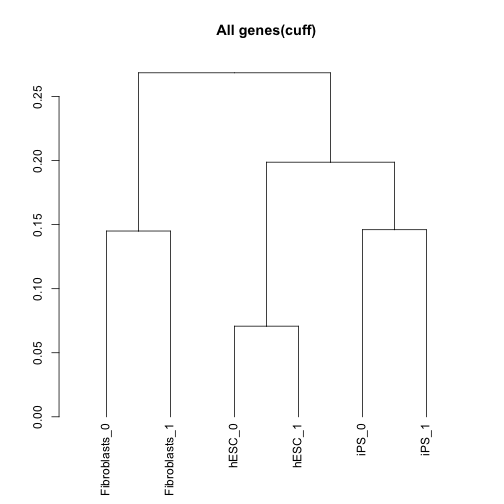 All genes(cuff)
0.25
0.20
0.15
0.10
0.05
0.00
Fibroblasts_0
Fibroblasts_1
hESC_0
hESC_1
iPS_0
iPS_1